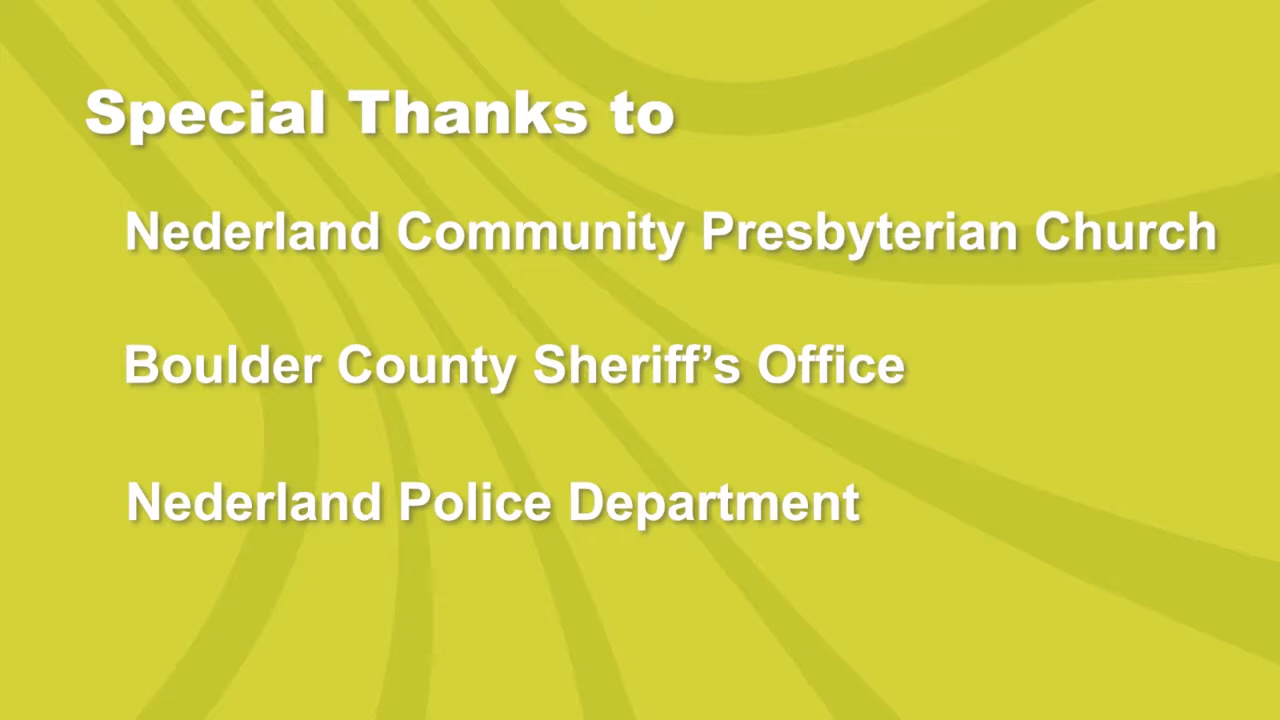 Special Thanks to
Nederland Community Presbyterian Church
Boulder County Sheriff’s Office
Nederland Police Department